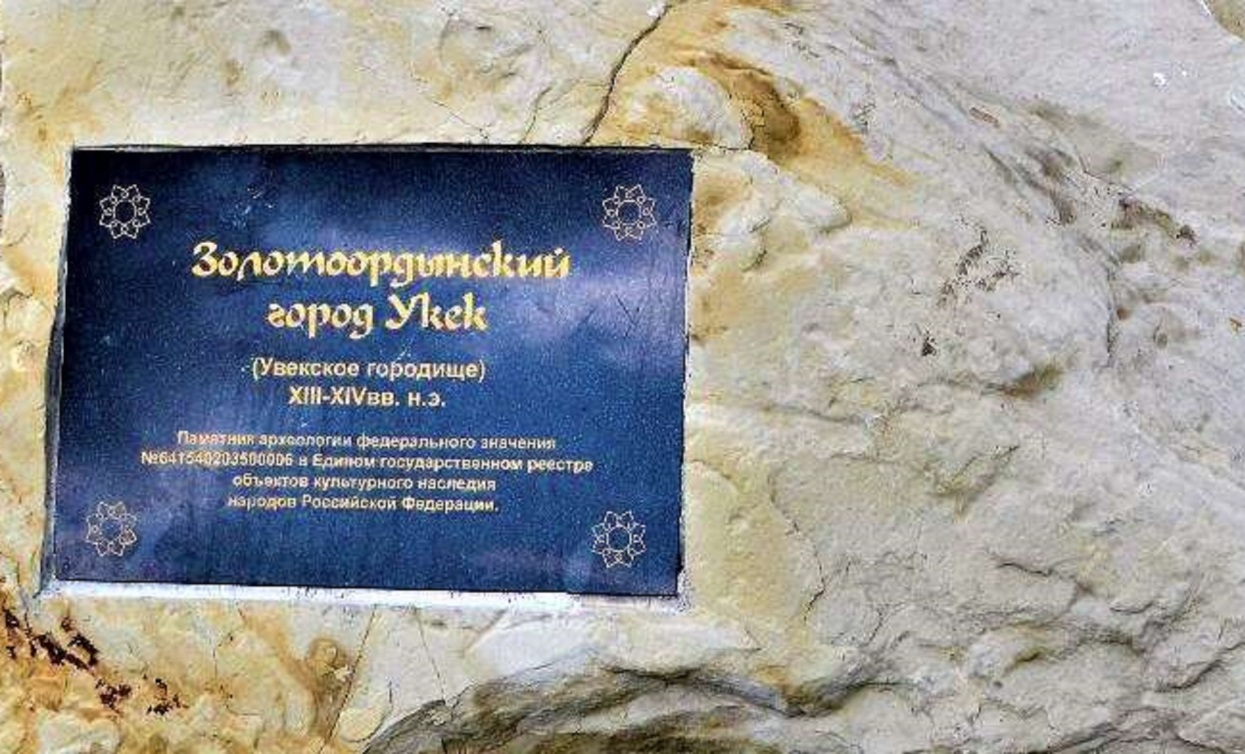 Золотоордынский
город Укек
(Увекское городище)
XIII-XIVвв. н.э.
Памятник археологии федерального значения
№641540203500006 в Едином государственном реестре
объектов культурного наследия
народов Российской Федерации.